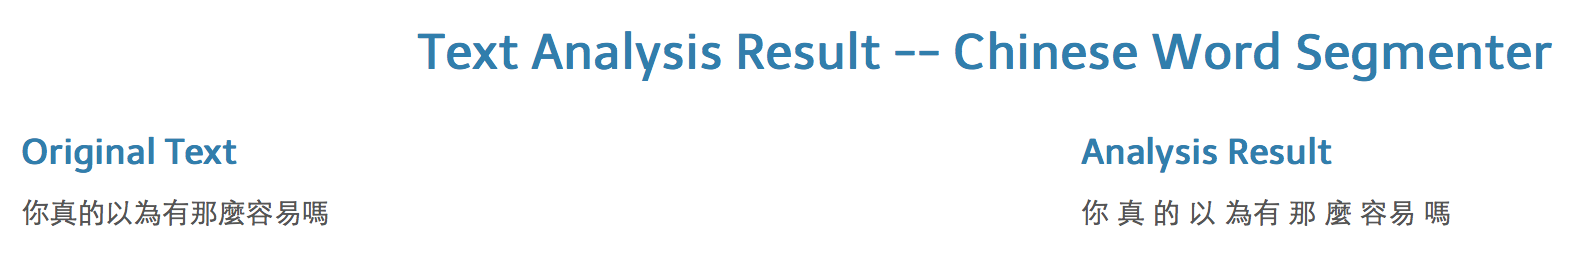 Text Analysis Result -- Chinese Word Segmenter
Original Text
你真的以為有那麼容易嗎
Analysis Result
你 真 的 以 為有 那 麼 容易 嗎